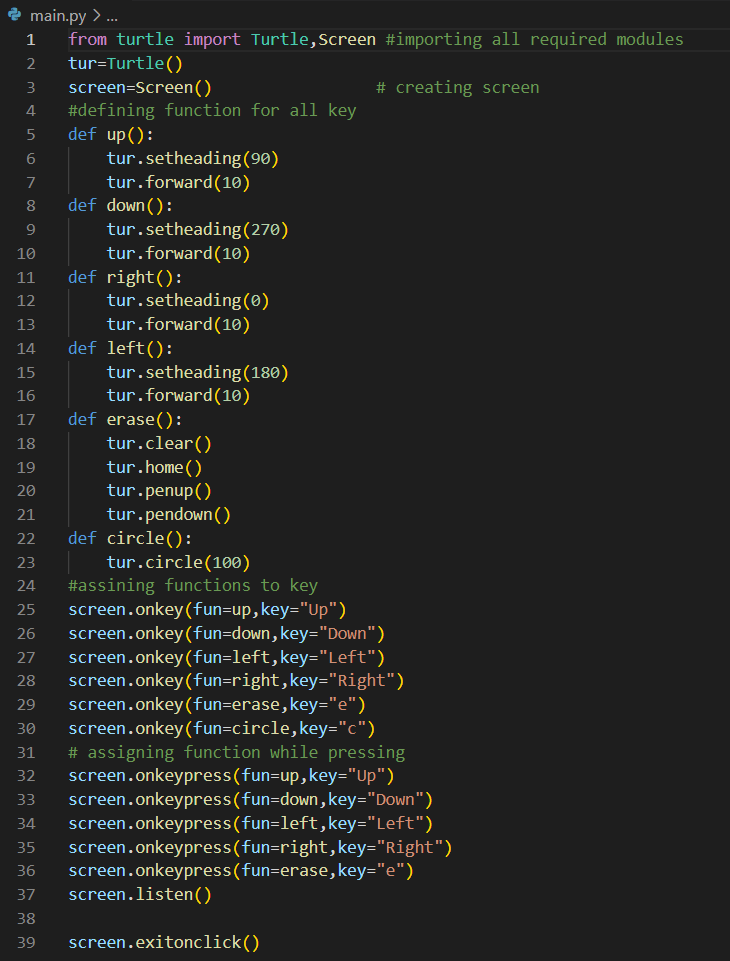 main.py > ...
1 from turtle import Turtle,Screen #importing all required modules
2 tur=Turtle()
3 screen=Screen()                 # creating screen
4 #defining function for all key
5 def up():
6     tur.setheading(90)
7     tur.forward(10)
8 def down():
9     tur.setheading(270)
10     tur.forward(10)
11 def right():
12     tur.setheading(0)
13     tur.forward(10)
14 def left():
15     tur.setheading(180)
16     tur.forward(10)
17 def erase():
18     tur.clear()
19     tur.home()
20     tur.penup()
21     tur.pendown()
22 def circle():
23     tur.circle(100)
24 #assining functions to key
25 screen.onkey(fun=up,key="Up")
26 screen.onkey(fun=down,key="Down")
27 screen.onkey(fun=left,key="Left")
28 screen.onkey(fun=right,key="Right")
29 screen.onkey(fun=erase,key="e")
30 screen.onkey(fun=circle,key="c")
31 # assigning function while pressing
32 screen.onkeypress(fun=up,key="Up")
33 screen.onkeypress(fun=down,key="Down")
34 screen.onkeypress(fun=left,key="Left")
35 screen.onkeypress(fun=right,key="Right")
36 screen.onkeypress(fun=erase,key="e")
37 screen.listen()
38
39 screen.exitonclick()